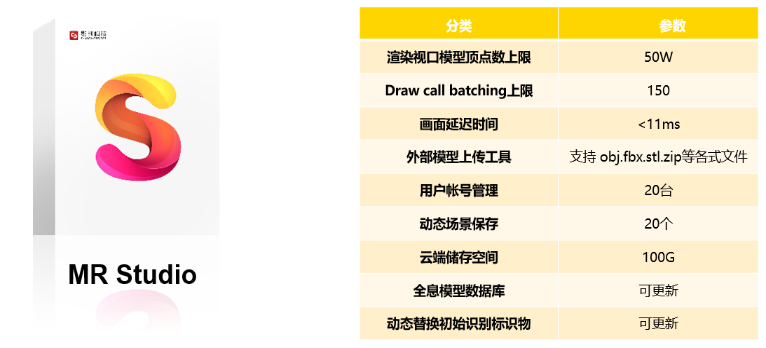 MR Studio
分类 参数
渲染视口模型顶点数上限 50W
Draw call batching上限 150
画面延迟时间 <11ms
外部模型上传工具 支持 obj.fbx.stl.zip等各式文件
用户帐号管理 20台
动态场景保存 20个
云端储存空间 100G
全息模型数据库 可更新
动态替换初始识别标识物 可更新